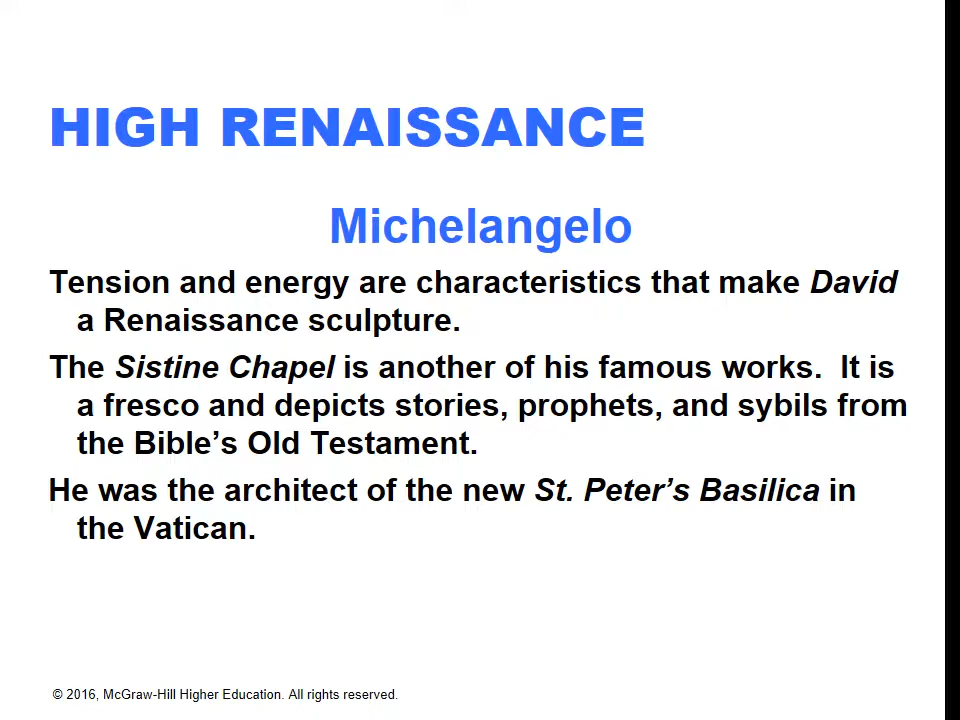 HIGH RENAISSANCE
Michelangelo
Tension and energy are characteristics that make David
a Renaissance sculpture.
The Sistine Chapel is another of his famous works.  It is
a fresco and depicts stories, prophets, and sybils from
the Bible’s Old Testament.
He was the architect of the new St. Peter’s Basilica in
the Vatican.
© 2016, McGraw-Hill Higher Education. All rights reserved.